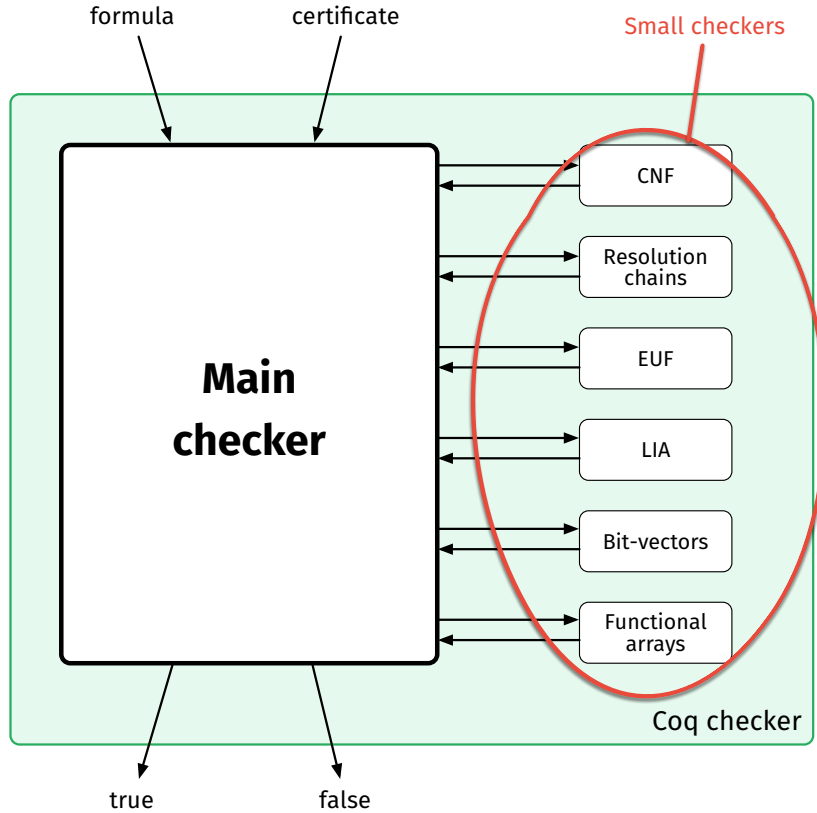 formula
certificate
Small checkers
CNF
Resolution
chains
EUF
Main
checker
LIA
Bit-vectors
Functional
arrays
Coq checker
true
false